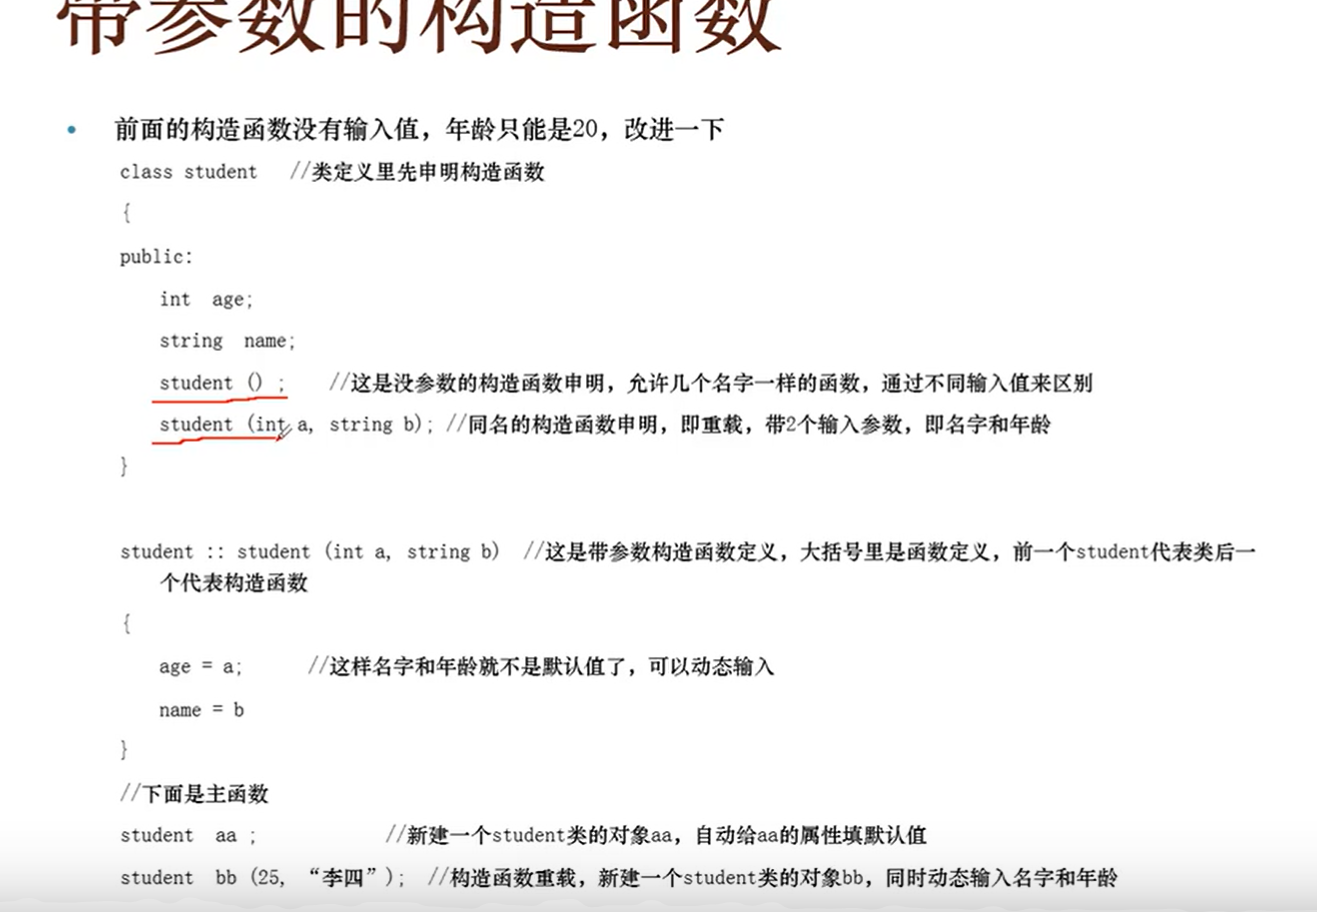 带参数的构造函数
• 前面的构造函数没有输入值，年龄只能是20，改进一下
class student //类定义里先申明构造函数
{
public:
int age;
string name;
student () ; //这是没参数的构造函数申明，允许几个名字一样的函数，通过不同输入值来区别
student (int a, string b); //同名的构造函数申明，即重载，带2个输入参数，即名字和年龄
}
student :: student (int a, string b) //这是带参数构造函数定义，大括号里是函数定义，前一个student代表类后一
个代表构造函数
{
age = a; //这样名字和年龄就不是默认值了，可以动态输入
name = b
}
//下面是主函数
student aa ; //新建一个student类的对象aa，自动给aa的属性填默认值
student bb (25, “李四”); //构造函数重载，新建一个student类的对象bb，同时动态输入名字和年龄